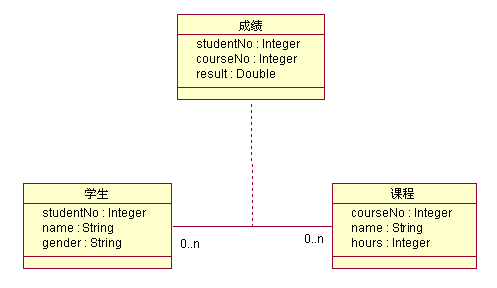 成绩
studentNo : Integer
courseNo : Integer
result : Double
学生
studentNo : Integer
name : String
gender : String
0..n
0..n
课程
courseNo : Integer
name : String
hours : Integer